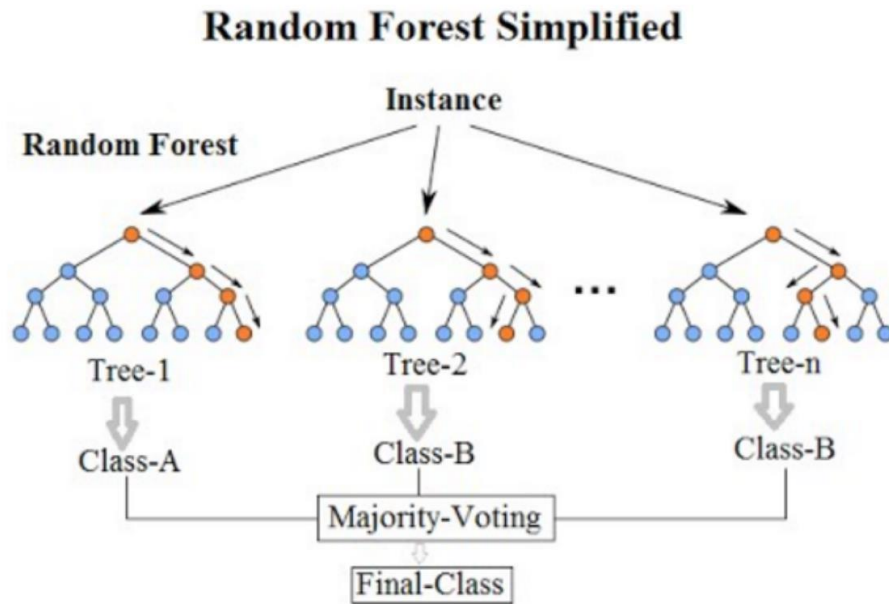 Random Forest Simplified
Instance
Random Forest
...
Tree-1
Tree-2
Tree-n
Class-A
Class-B
Class-B
Majority-Voting
Final-Class